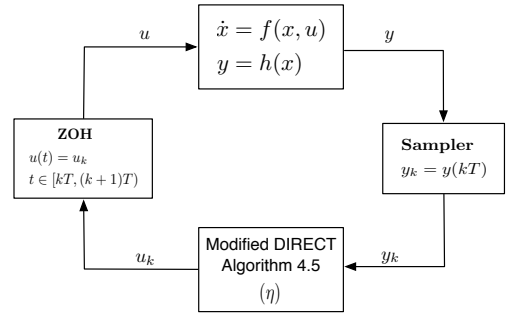 u
ẋ = f(x, u)
y = h(x)
y
ZOH
u(t) = u_k
t ∈ [kT, (k + 1)T)
Sampler
y_k = y(kT)
u_k
Modified DIRECT
Algorithm 4.5
(η)
y_k